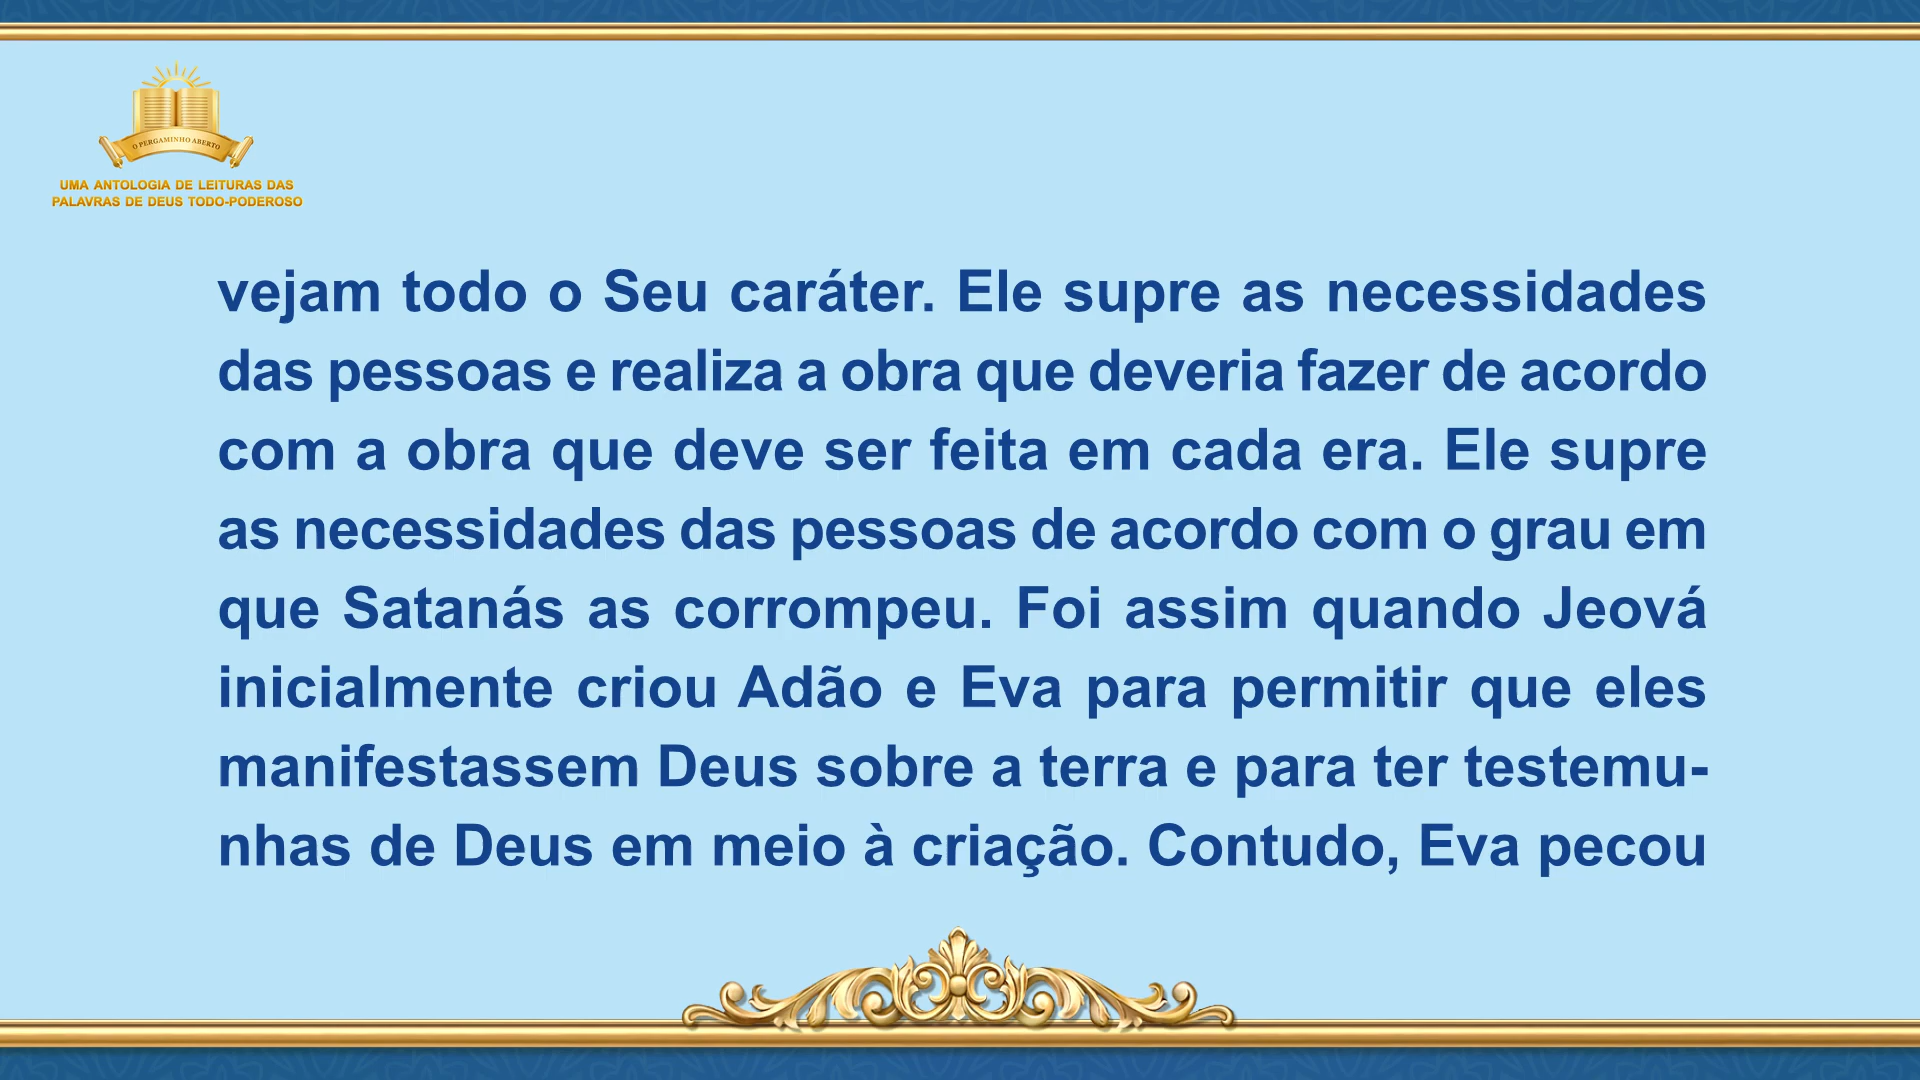 O PERGAMINHO ABERTO
UMA ANTOLOGIA DE LEITURAS DAS
PALAVRAS DE DEUS TODO-PODEROSO
vejam todo o Seu caráter. Ele supre as necessidades
das pessoas e realiza a obra que deveria fazer de acordo
com a obra que deve ser feita em cada era. Ele supre
as necessidades das pessoas de acordo com o grau em
que Satanás as corrompeu. Foi assim quando Jeová
inicialmente criou Adão e Eva para permitir que eles
manifestassem Deus sobre a terra e para ter testemu-
nhas de Deus em meio à criação. Contudo, Eva pecou